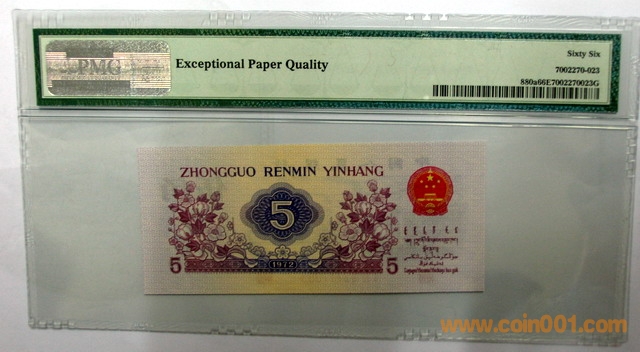 PMG
Exceptional Paper Quality
Sixty Six
7002270-023
880a66E7002270023G
ZHONGGUO RENMIN YINHANG
5
5
1972
5
www.coin001.com